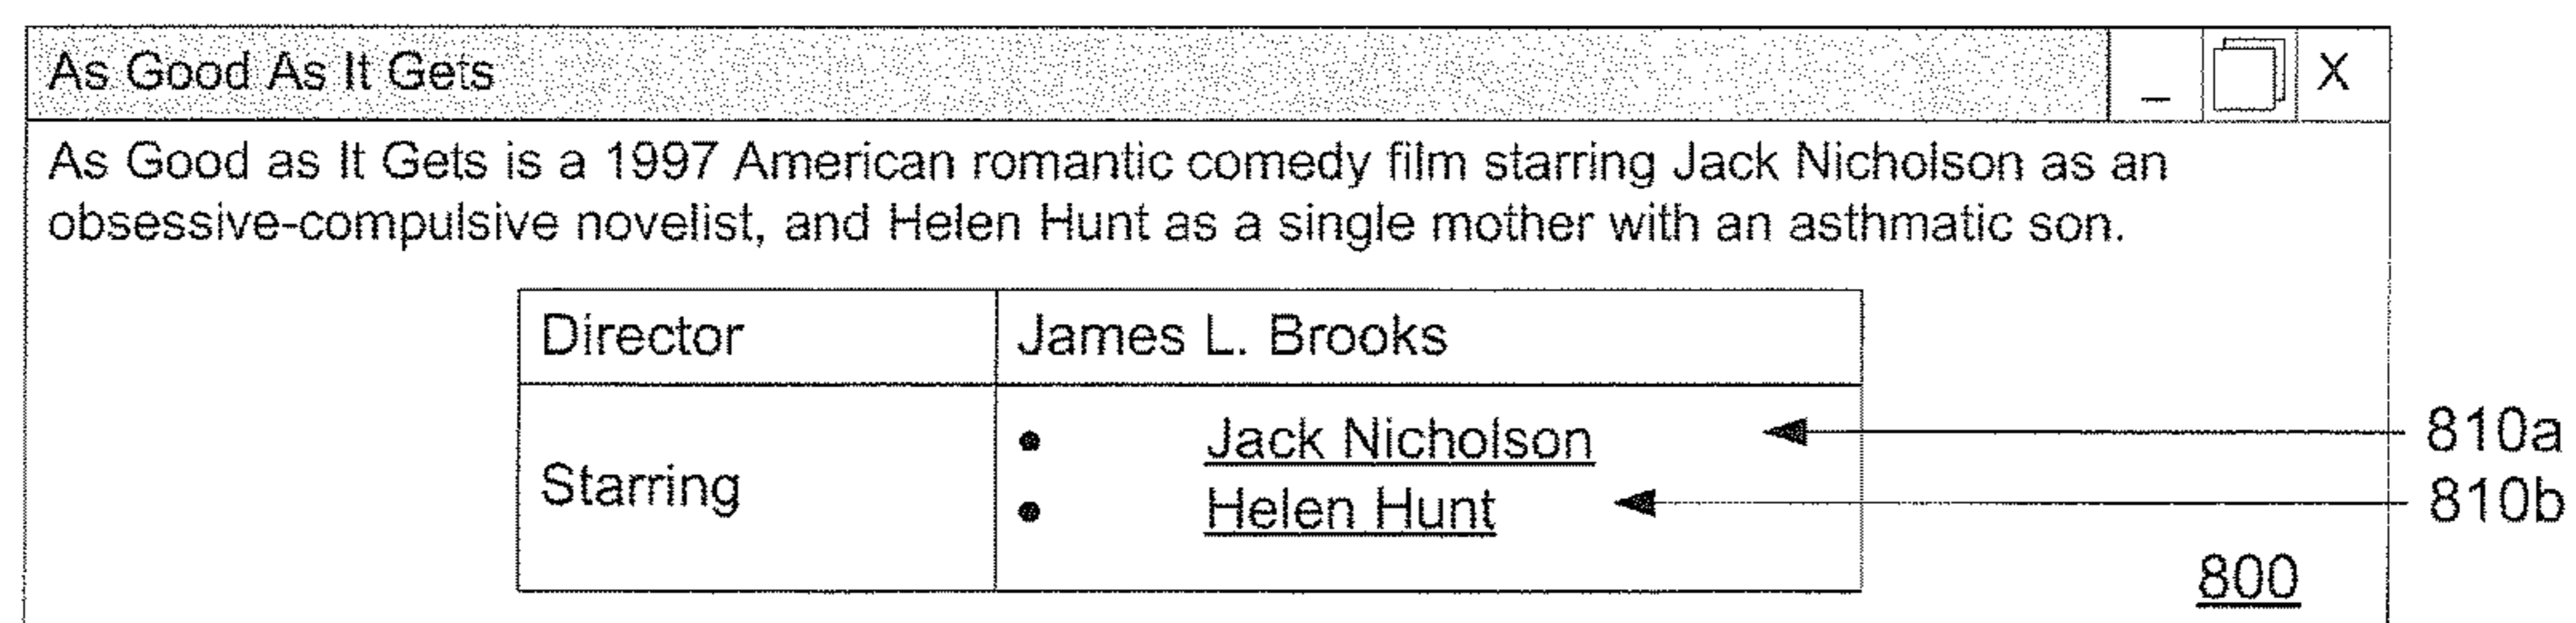 As Good As It Gets _ X
As Good as It Gets is a 1997 American romantic comedy film starring Jack Nicholson as an
obsessive-compulsive novelist, and Helen Hunt as a single mother with an asthmatic son.
Director James L. Brooks
Starring
• Jack Nicholson 810a
• Helen Hunt 810b
800